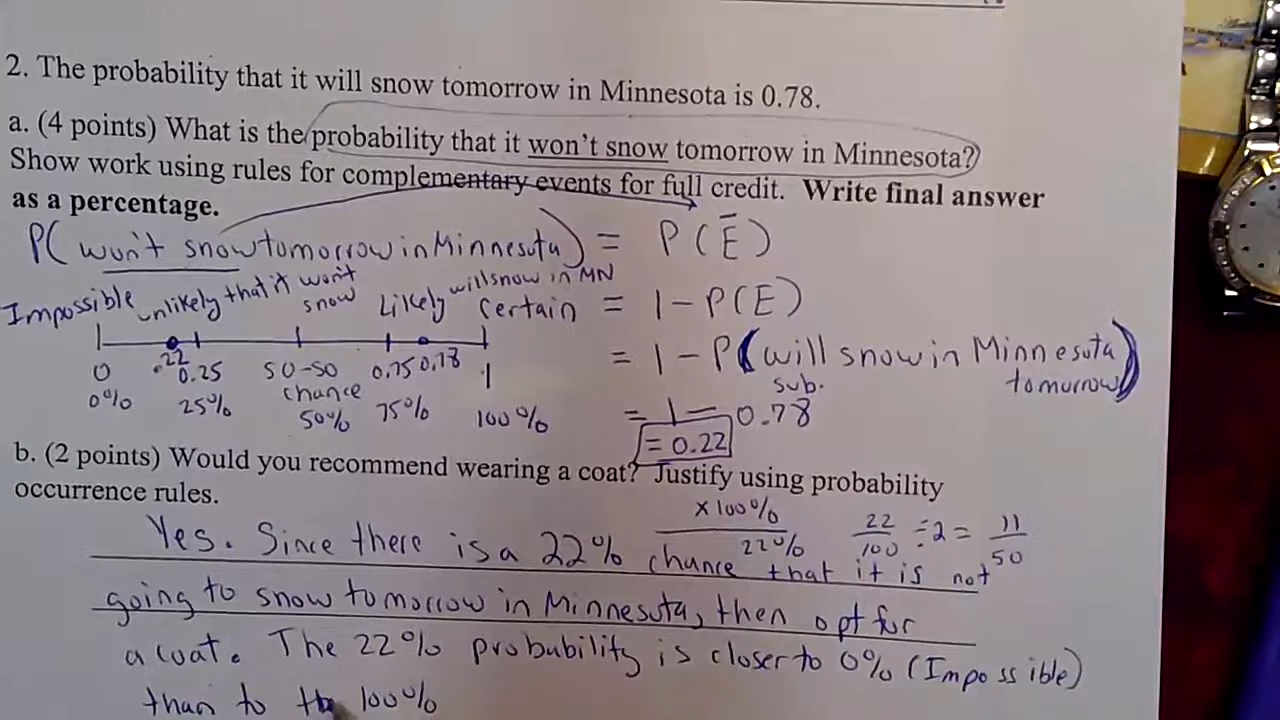 2. The probability that it will snow tomorrow in Minnesota is 0.78.
a. (4 points) What is the probability that it won't snow tomorrow in Minnesota?
Show work using rules for complementary events for full credit. Write final answer
as a percentage.
P(won't snow tomorrow in Minnesota) = P(Ē)
Impossible unlikely that it won't snow Likely will snow in MN Certain = 1 - P(E)
0 .22 0.25 50-50 chance 0.75 0.78 1
0% 25% 50% 75% 100%
= 1 - P(will snow in Minnesota tomorrow)
sub.
= 1 - 0.78
= 0.22
b. (2 points) Would you recommend wearing a coat? Justify using probability
occurrence rules.
x 100%
22%
22/100 ÷2 = 11/50
Yes. Since there is a 22% chance that it is not
going to snow tomorrow in Minnesota, then opt for
a coat. The 22% probability is closer to 0% (Impossible)
than to 100%